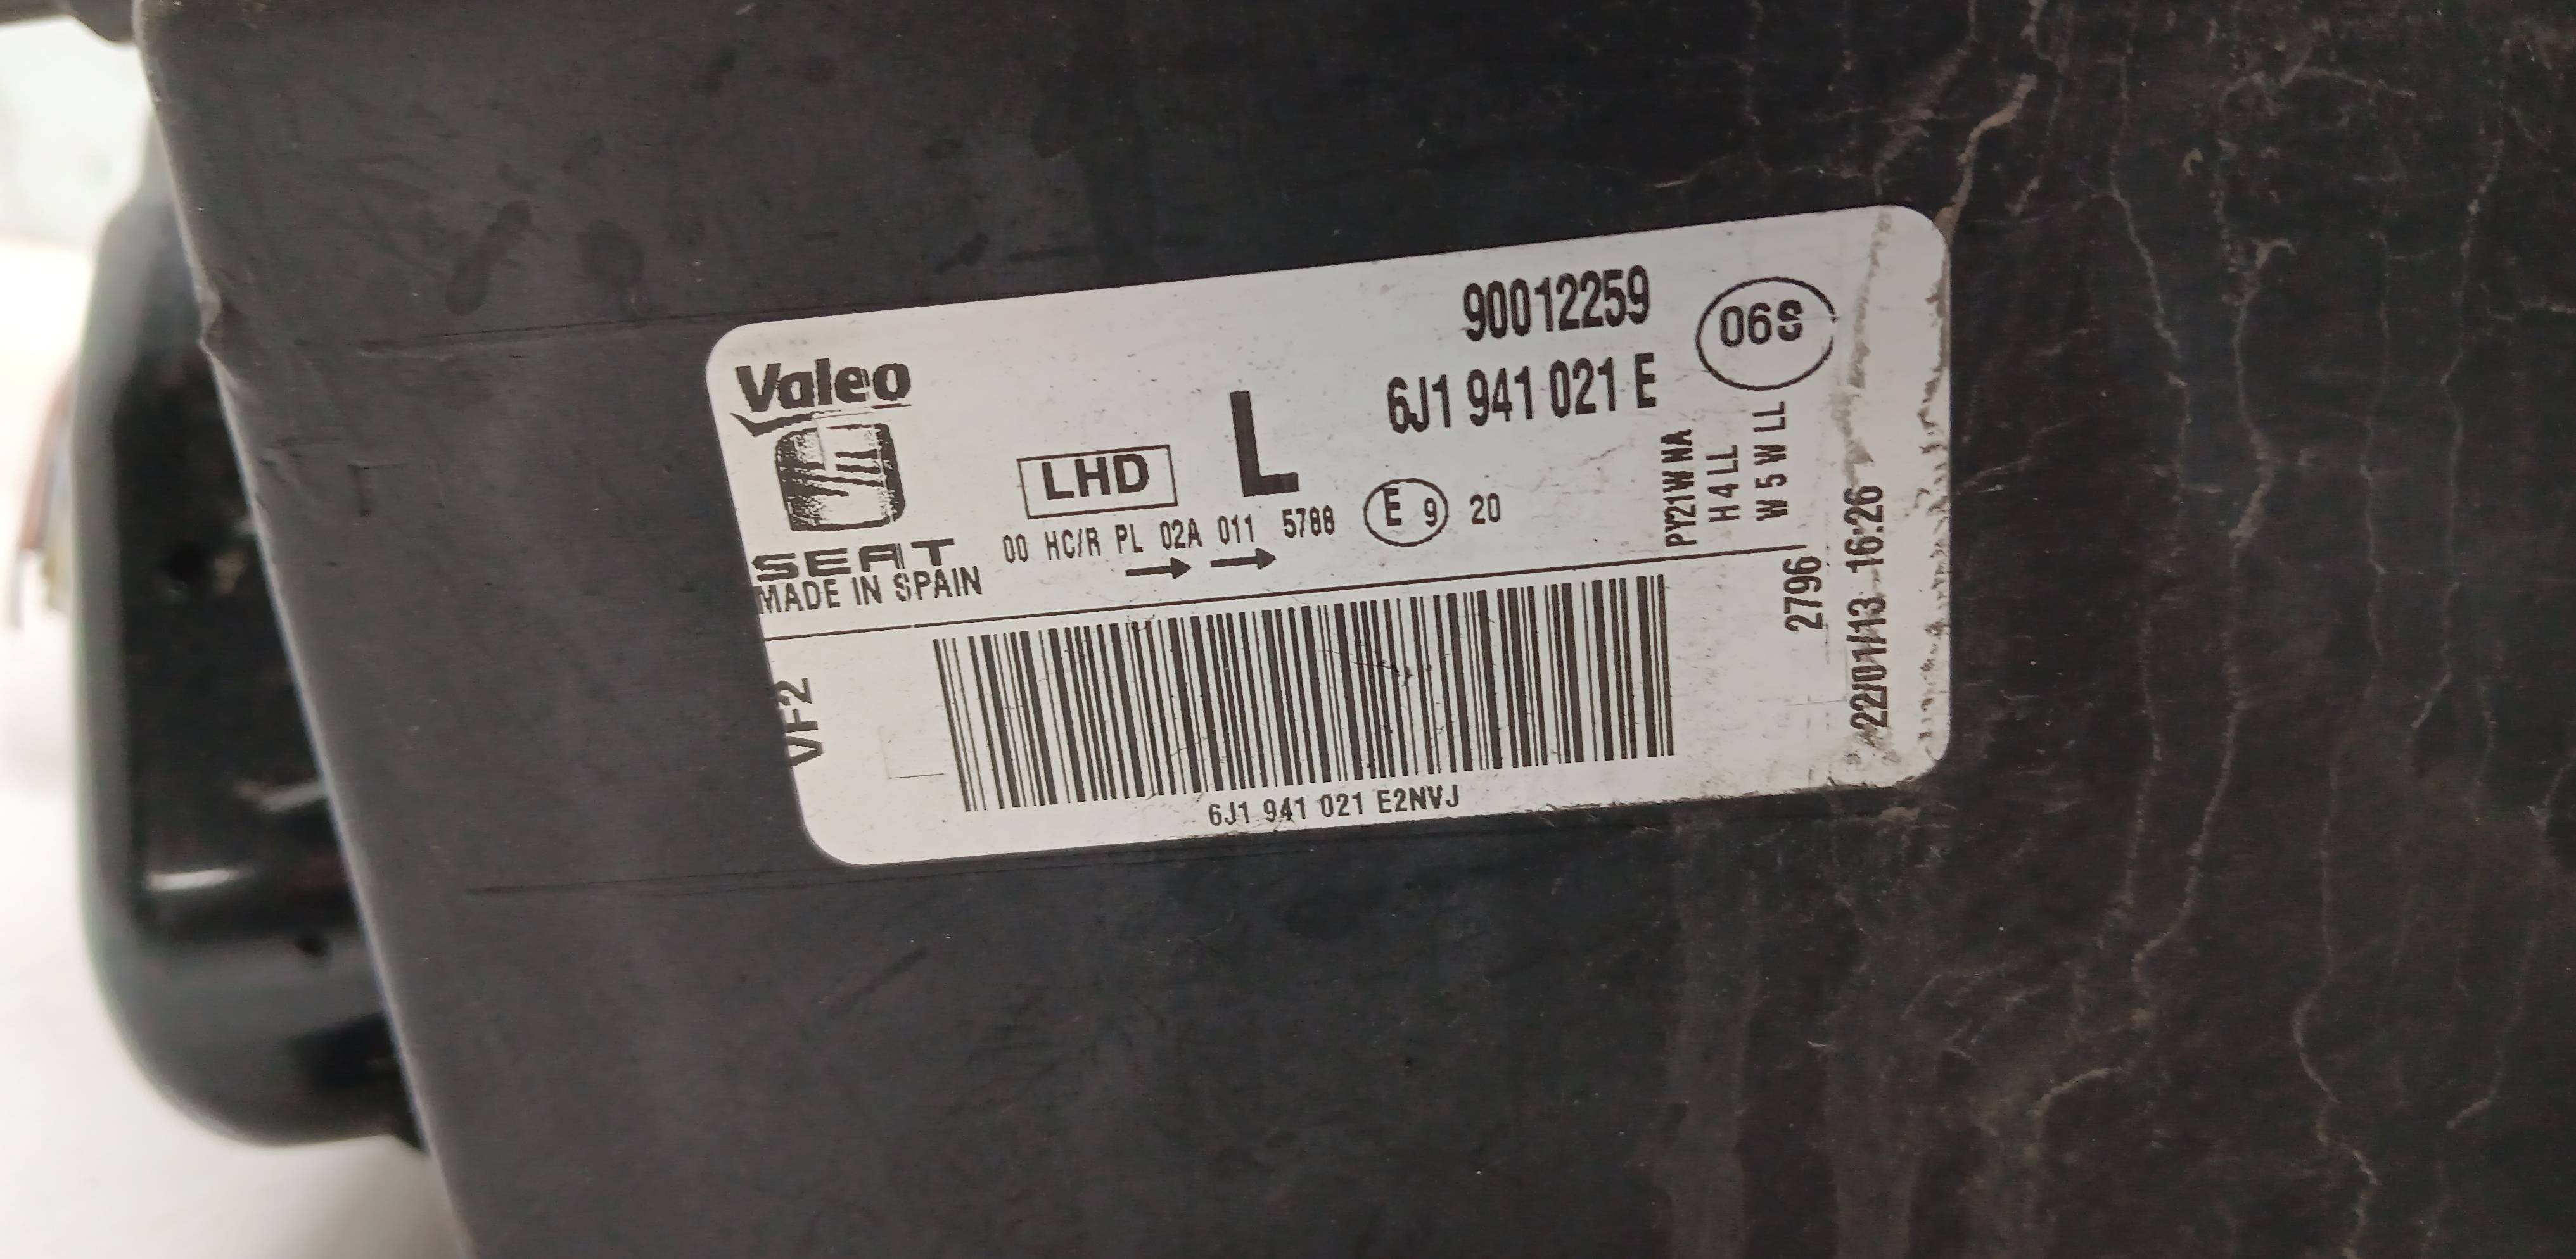 90012259
06S
Valeo
6J1 941 021 E
L
LHD
PY21W NA
H4 LL
W5W LL
00 HC/R PL 02A 011 5788
E 9 20
SEAT
MADE IN SPAIN
2796
22/01/13 16:26
VF2
6J1 941 021 E2NVJ